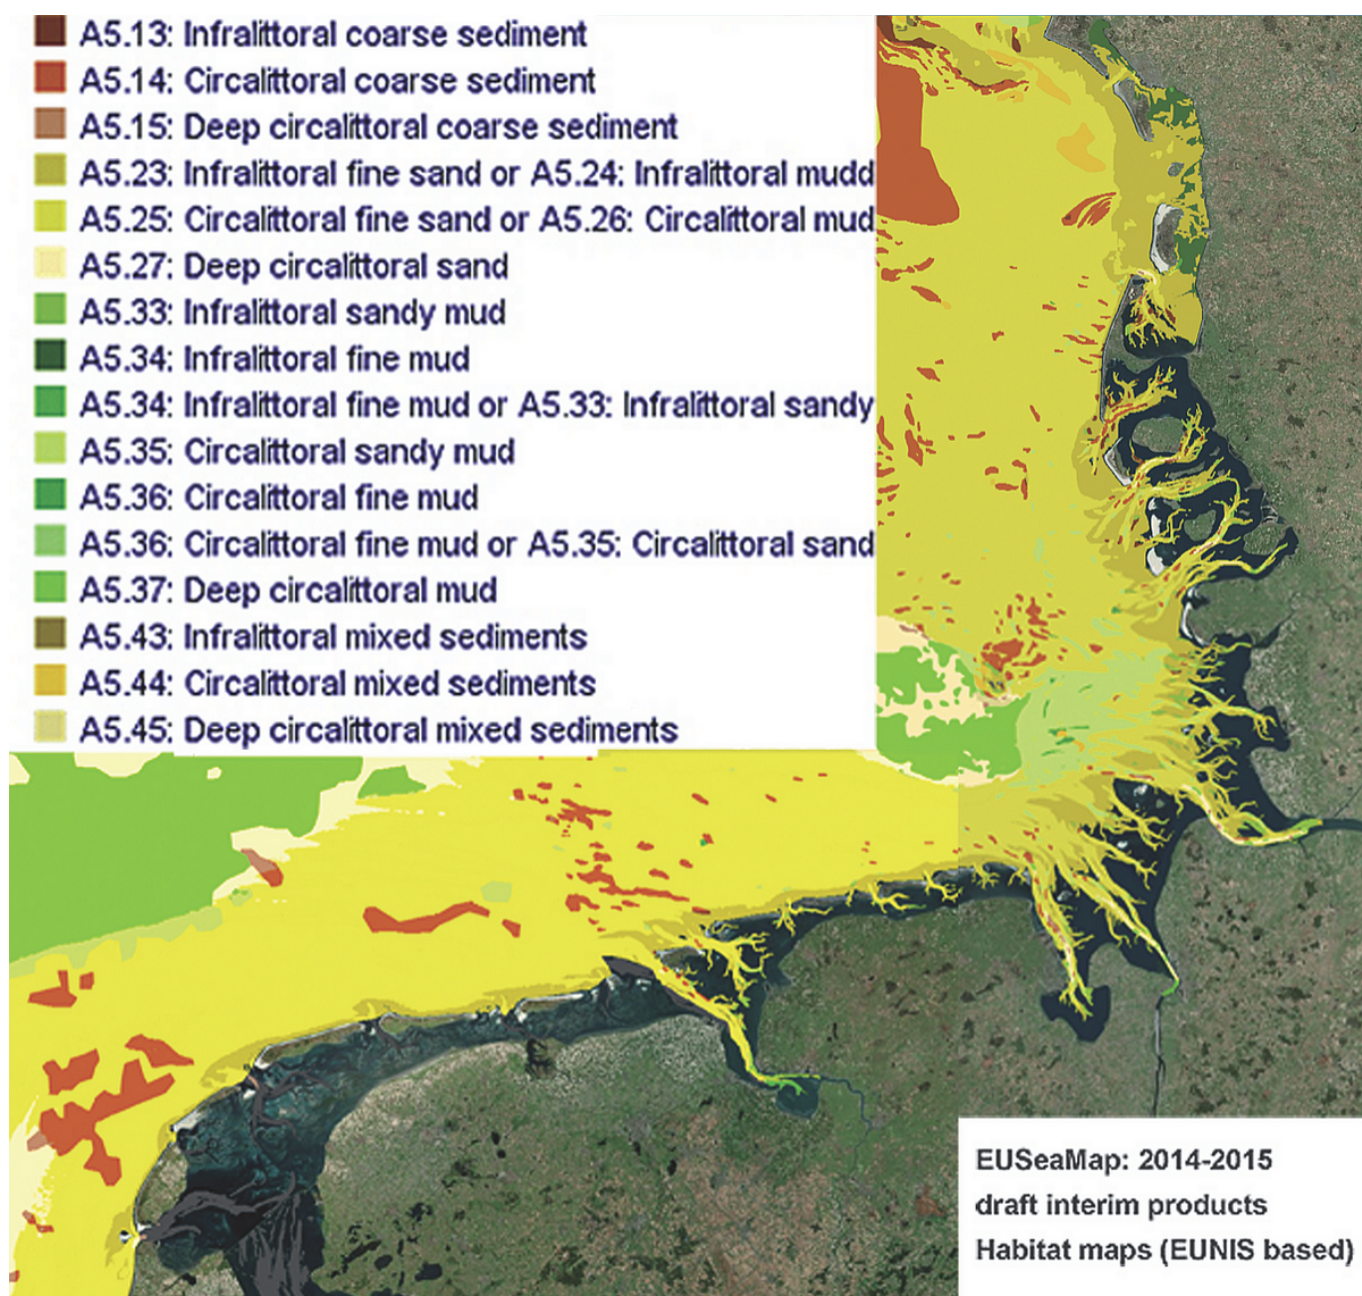 A5.13: Infralittoral coarse sediment
A5.14: Circalittoral coarse sediment
A5.15: Deep circalittoral coarse sediment
A5.23: Infralittoral fine sand or A5.24: Infralittoral mudd
A5.25: Circalittoral fine sand or A5.26: Circalittoral mud
A5.27: Deep circalittoral sand
A5.33: Infralittoral sandy mud
A5.34: Infralittoral fine mud
A5.34: Infralittoral fine mud or A5.33: Infralittoral sandy
A5.35: Circalittoral sandy mud
A5.36: Circalittoral fine mud
A5.36: Circalittoral fine mud or A5.35: Circalittoral sand
A5.37: Deep circalittoral mud
A5.43: Infralittoral mixed sediments
A5.44: Circalittoral mixed sediments
A5.45: Deep circalittoral mixed sediments
EUSeaMap: 2014-2015
draft interim products
Habitat maps (EUNIS based)